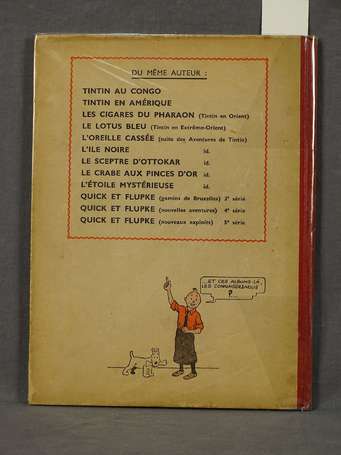 DU MÊME AUTEUR :
TINTIN AU CONGO
TINTIN EN AMÉRIQUE
LES CIGARES DU PHARAON (Tintin en Orient)
LE LOTUS BLEU (Tintin en Extrême-Orient)
L'OREILLE CASSÉE (suite des Aventures de Tintin)
L'ILE NOIRE id.
LE SCEPTRE D'OTTOKAR id.
LE CRABE AUX PINCES D'OR id.
L'ÉTOILE MYSTÉRIEUSE id.
QUICK ET FLUPKE (gamins de Bruxelles) 2e série
QUICK ET FLUPKE (nouvelles aventures) 4e série
QUICK ET FLUPKE (nouveaux exploits) 5e série
...ET CES ALBUMS-LÀ,
LES CONNAISSEZ-VOUS
?...